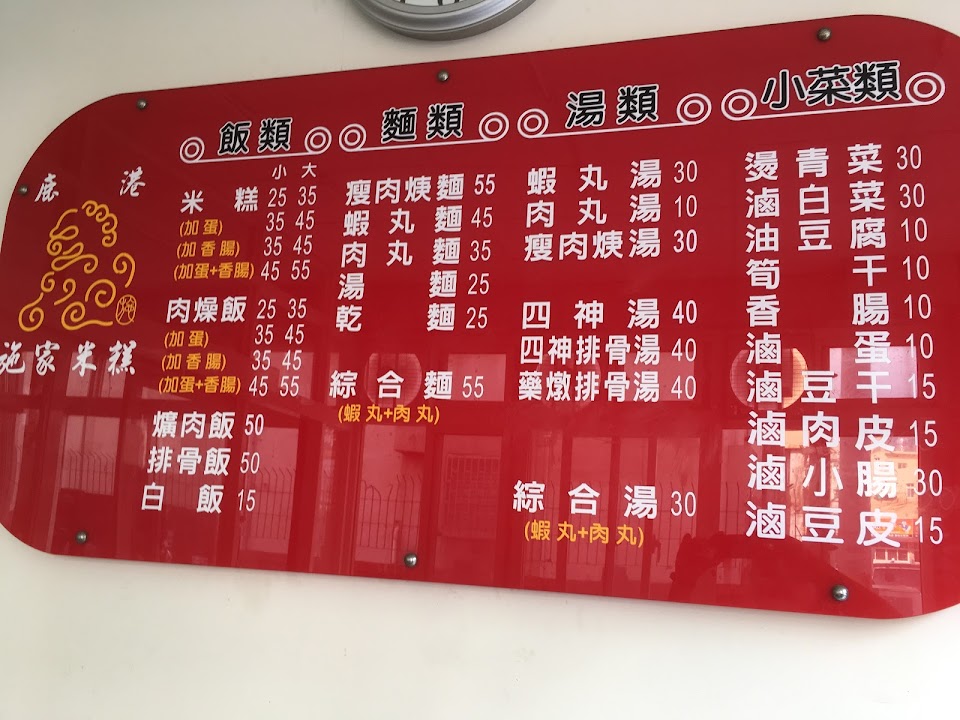 鹿港
施家米糕
飯類
小 大
米糕 25 35
(加蛋) 35 45
(加香腸) 35 45
(加蛋+香腸) 45 55
肉燥飯 25 35
(加蛋) 35 45
(加香腸) 35 45
(加蛋+香腸) 45 55
爌肉飯 50
排骨飯 50
白飯 15
麵類
瘦肉焿麵 55
蝦丸麵 45
肉丸麵 35
湯麵 25
乾麵 25
綜合麵 55
(蝦丸+肉丸)
湯類
蝦丸湯 30
肉丸湯 10
瘦肉焿湯 30
四神湯 40
四神排骨湯 40
藥燉排骨湯 40
綜合湯 30
(蝦丸+肉丸)
小菜類
燙青菜 30
滷白菜 30
油豆腐 10
筍干 10
香腸 10
滷蛋 10
滷豆干 15
滷肉皮 15
滷小腸 30
滷豆皮 15